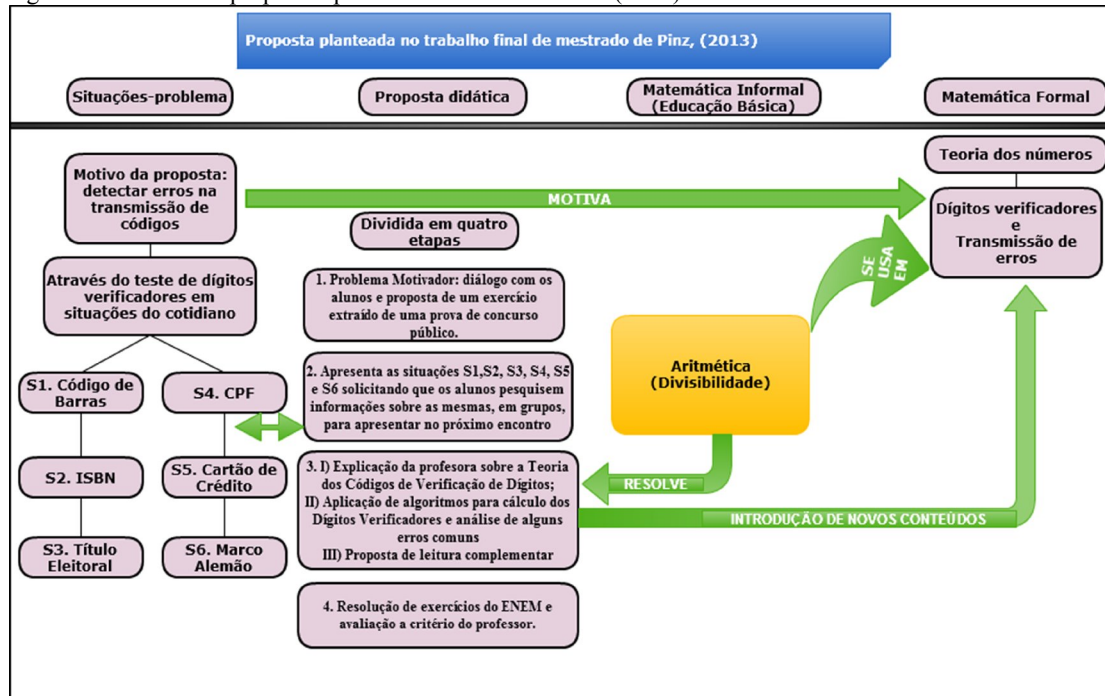 Proposta planteada no trabalho final de mestrado de Pinz, (2013)
Situações-problema
Proposta didática
Matemática Informal
(Educação Básica)
Matemática Formal
Motivo da proposta:
detectar erros na
transmissão de
códigos
Através do teste de dígitos
verificadores em
situações do cotidiano
S1. Código de
Barras
S2. ISBN
S3. Título
Eleitoral
S4. CPF
S5. Cartão de
Crédito
S6. Marco
Alemão
MOTIVA
Dividida em quatro
etapas
1. Problema Motivador: diálogo com os
alunos e proposta de um exercício
extraído de uma prova de concurso
público.
2. Apresenta as situações S1,S2, S3, S4, S5
e S6 solicitando que os alunos pesquisem
informações sobre as mesmas, em grupos,
para apresentar no próximo encontro
3. I) Explicação da profesora sobre a Teoria
dos Códigos de Verificação de Dígitos;
II) Aplicação de algoritmos para cálculo dos
Dígitos Verificadores e análise de alguns
erros comuns
III) Proposta de leitura complementar
4. Resolução de exercícios do ENEM e
avaliação a critério do professor.
Aritmética
(Divisibilidade)
RESOLVE
SE
USA
EM
INTRODUÇÃO DE NOVOS CONTEÚDOS
Teoria dos números
Dígitos verificadores
e
Transmissão de
erros